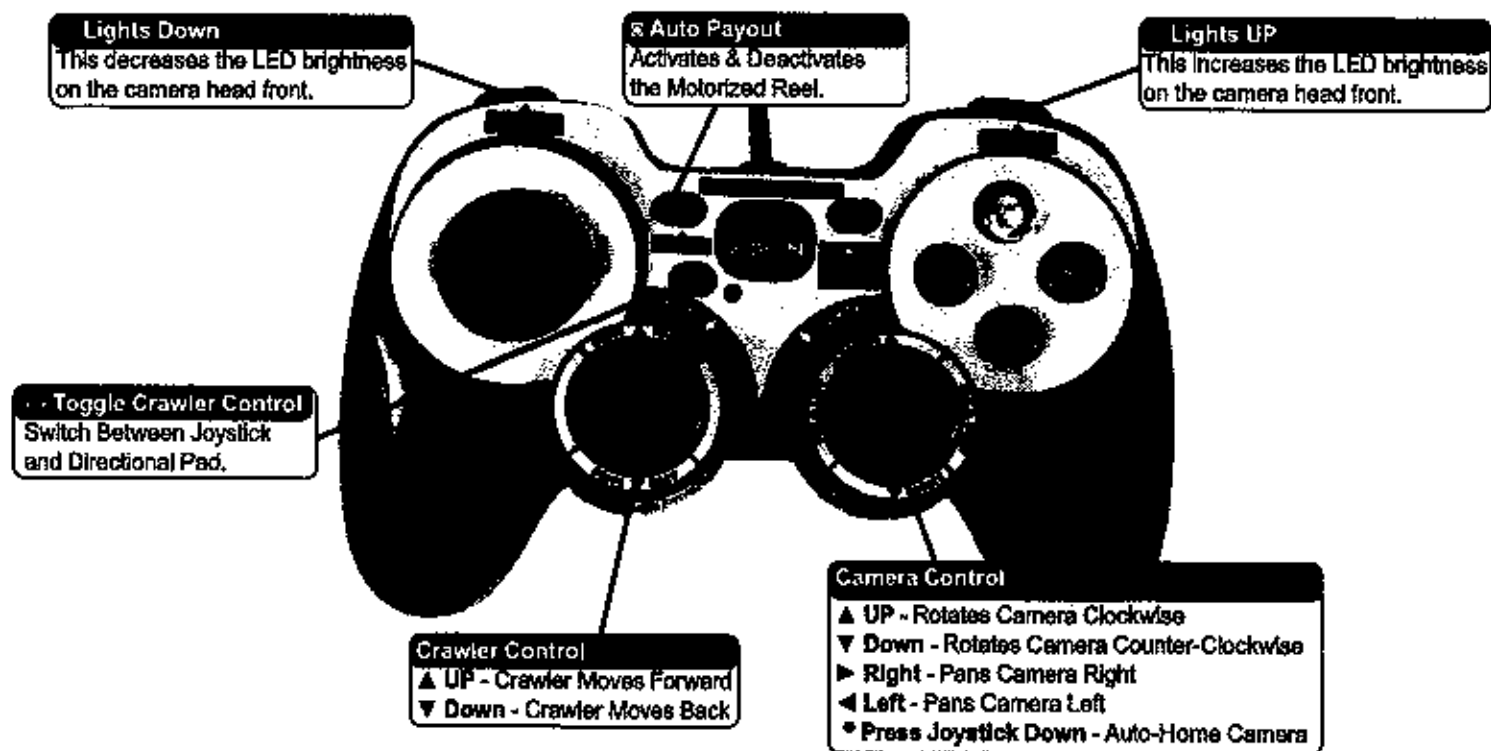 Lights Down
This decreases the LED brightness
on the camera head front.
Auto Payout
Activates & Deactivates
the Motorized Reel.
Lights UP
This increases the LED brightness
on the camera head front.
Toggle Crawler Control
Switch Between Joystick
and Directional Pad.
Crawler Control
▲ UP - Crawler Moves Forward
▼ Down - Crawler Moves Back
Camera Control
▲ UP - Rotates Camera Clockwise
▼ Down - Rotates Camera Counter-Clockwise
► Right - Pans Camera Right
◄ Left - Pans Camera Left
• Press Joystick Down - Auto-Home Camera